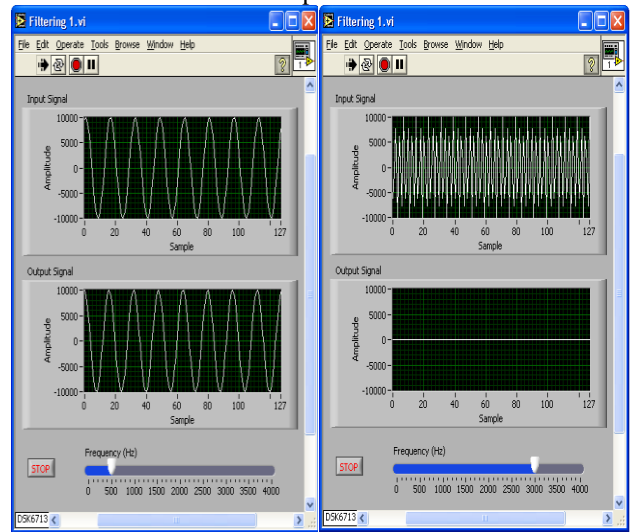 Filtering 1.vi
File Edit Operate Tools Browse Window Help
1
Input Signal
Amplitude
10000
5000
0
-5000
-10000
0 20 40 60 80 100 127
Sample
Output Signal
Amplitude
10000
5000
0
-5000
-10000
0 20 40 60 80 100 127
Sample
STOP
Frequency (Hz)
0 500 1000 1500 2000 2500 3000 3500 4000
DSK6713
Filtering 1.vi
File Edit Operate Tools Browse Window Help
1
Input Signal
Amplitude
10000
5000
0
-5000
-10000
0 20 40 60 80 100 127
Sample
Output Signal
Amplitude
10000
5000
0
-5000
-10000
0 20 40 60 80 100 127
Sample
STOP
Frequency (Hz)
0 500 1000 1500 2000 2500 3000 3500 4000
DSK6713